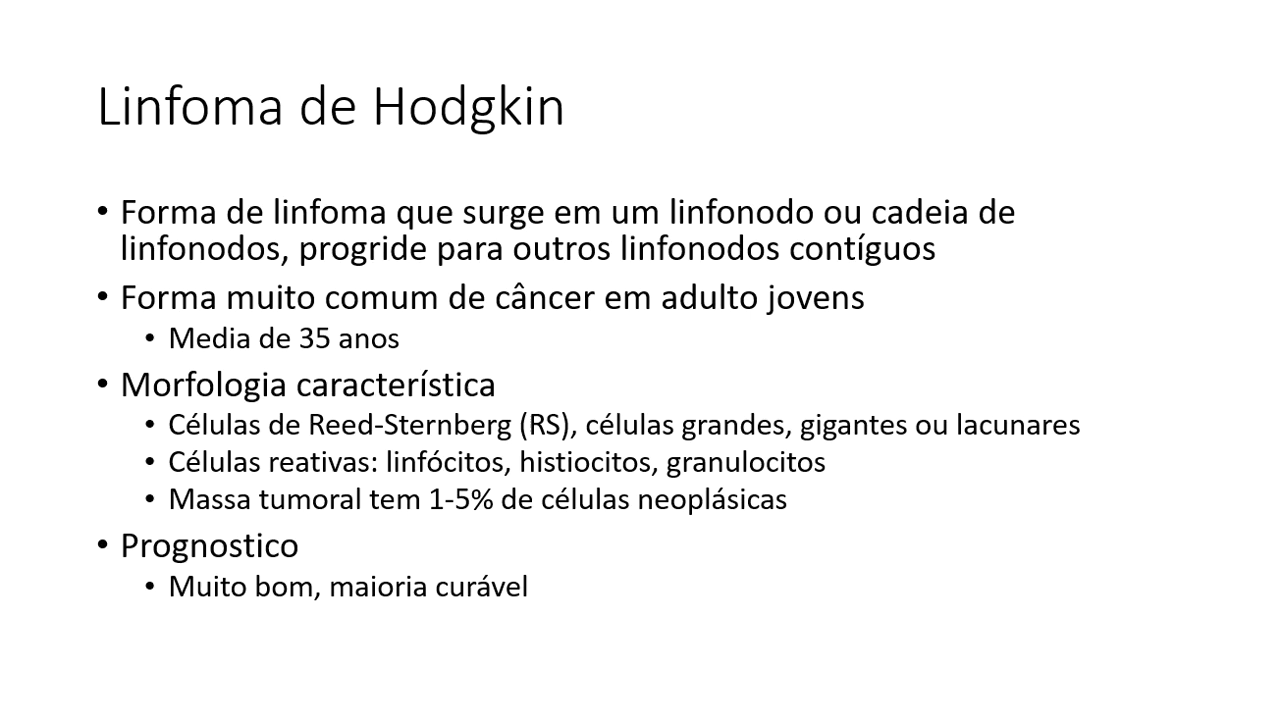 Linfoma de Hodgkin
• Forma de linfoma que surge em um linfonodo ou cadeia de
linfonodos, progride para outros linfonodos contíguos
• Forma muito comum de câncer em adulto jovens
• Media de 35 anos
• Morfologia característica
• Células de Reed-Sternberg (RS), células grandes, gigantes ou lacunares
• Células reativas: linfócitos, histiocitos, granulocitos
• Massa tumoral tem 1-5% de células neoplásicas
• Prognostico
• Muito bom, maioria curável